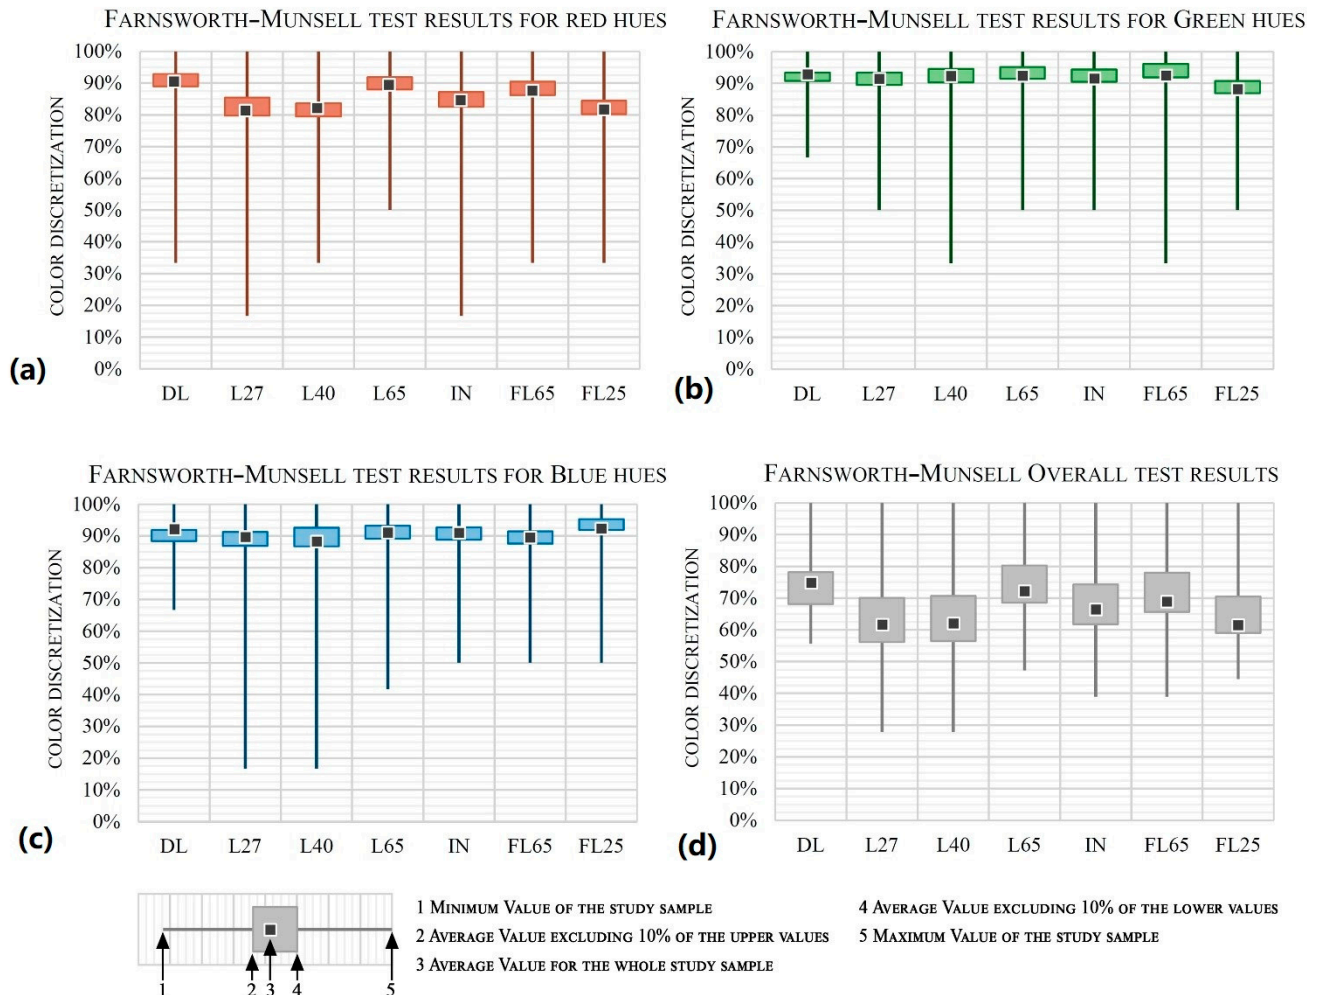 FARNSWORTH-MUNSELL TEST RESULTS FOR RED HUES
100%
90%
80%
70%
60%
50%
40%
30%
20%
10%
0%
COLOR DISCRETIZATION
DL L27 L40 L65 IN FL65 FL25
(a)
FARNSWORTH-MUNSELL TEST RESULTS FOR GREEN HUES
100%
90%
80%
70%
60%
50%
40%
30%
20%
10%
0%
COLOR DISCRETIZATION
DL L27 L40 L65 IN FL65 FL25
(b)
FARNSWORTH-MUNSELL TEST RESULTS FOR BLUE HUES
100%
90%
80%
70%
60%
50%
40%
30%
20%
10%
0%
COLOR DISCRETIZATION
DL L27 L40 L65 IN FL65 FL25
(c)
FARNSWORTH-MUNSELL OVERALL TEST RESULTS
100%
90%
80%
70%
60%
50%
40%
30%
20%
10%
0%
COLOR DISCRETIZATION
DL L27 L40 L65 IN FL65 FL25
(d)
1 2 3 4 5
1 MINIMUM VALUE OF THE STUDY SAMPLE
2 AVERAGE VALUE EXCLUDING 10% OF THE UPPER VALUES
3 AVERAGE VALUE FOR THE WHOLE STUDY SAMPLE
4 AVERAGE VALUE EXCLUDING 10% OF THE LOWER VALUES
5 MAXIMUM VALUE OF THE STUDY SAMPLE